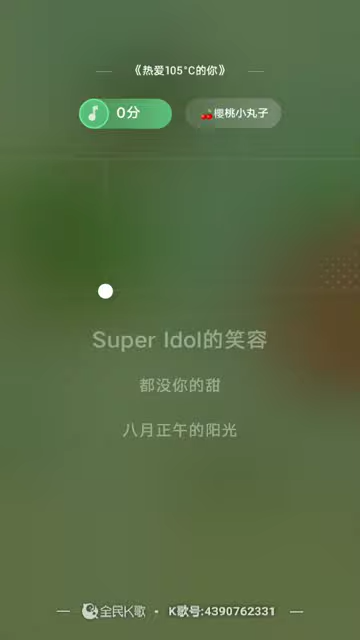 《热爱105°C的你》
0分
🍒樱桃小丸子
Super Idol的笑容
都没你的甜
八月正午的阳光
全民K歌 • K歌号:4390762331